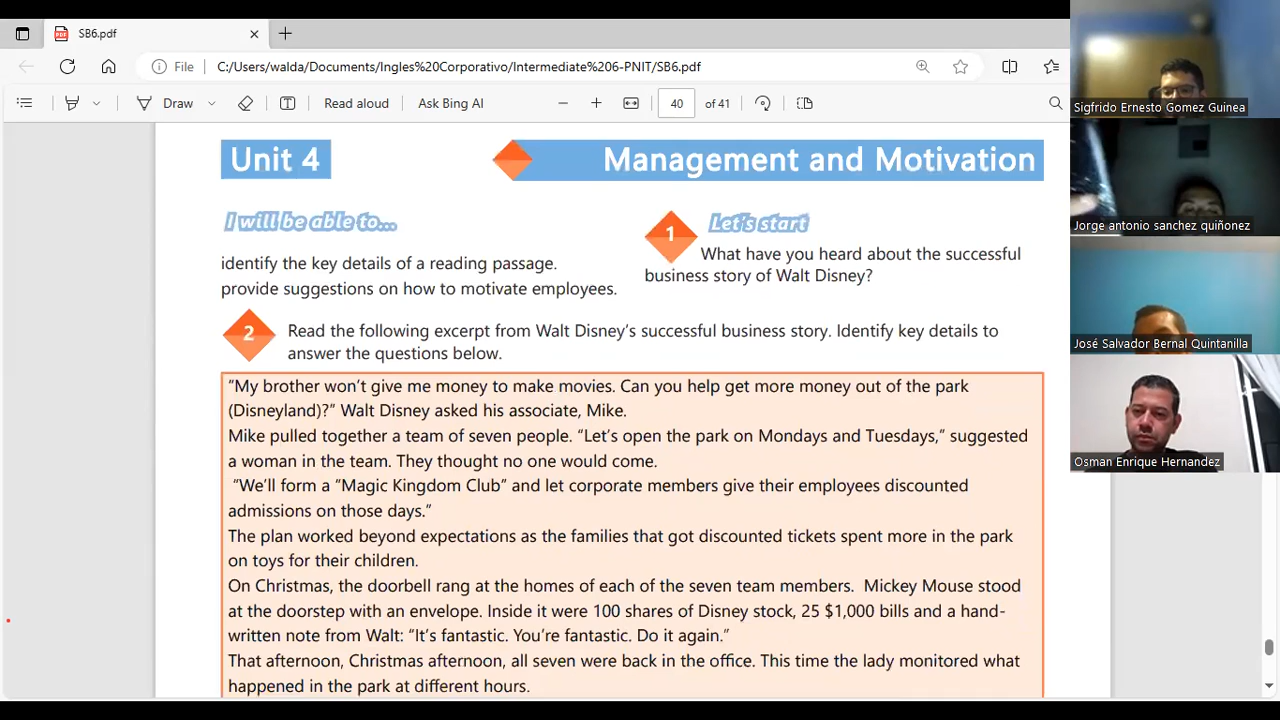 SB6.pdf
File
C:/Users/walda/Documents/Ingles%20Corporativo/Intermediate%206-PNIT/SB6.pdf
Draw
Read aloud
Ask Bing AI
40
of 41
Unit 4
Management and Motivation
I will be able to...
identify the key details of a reading passage.
provide suggestions on how to motivate employees.
1
Let's start
What have you heard about the successful
business story of Walt Disney?
2
Read the following excerpt from Walt Disney's successful business story. Identify key details to
answer the questions below.
"My brother won't give me money to make movies. Can you help get more money out of the park
(Disneyland)?" Walt Disney asked his associate, Mike.
Mike pulled together a team of seven people. "Let's open the park on Mondays and Tuesdays," suggested
a woman in the team. They thought no one would come.
"We'll form a "Magic Kingdom Club" and let corporate members give their employees discounted
admissions on those days."
The plan worked beyond expectations as the families that got discounted tickets spent more in the park
on toys for their children.
On Christmas, the doorbell rang at the homes of each of the seven team members. Mickey Mouse stood
at the doorstep with an envelope. Inside it were 100 shares of Disney stock, 25 $1,000 bills and a hand-
written note from Walt: "It's fantastic. You're fantastic. Do it again."
That afternoon, Christmas afternoon, all seven were back in the office. This time the lady monitored what
happened in the park at different hours.
Sigfrido Ernesto Gomez Guinea
Jorge antonio sanchez quiñonez
José Salvador Bernal Quintanilla
Osman Enrique Hernandez